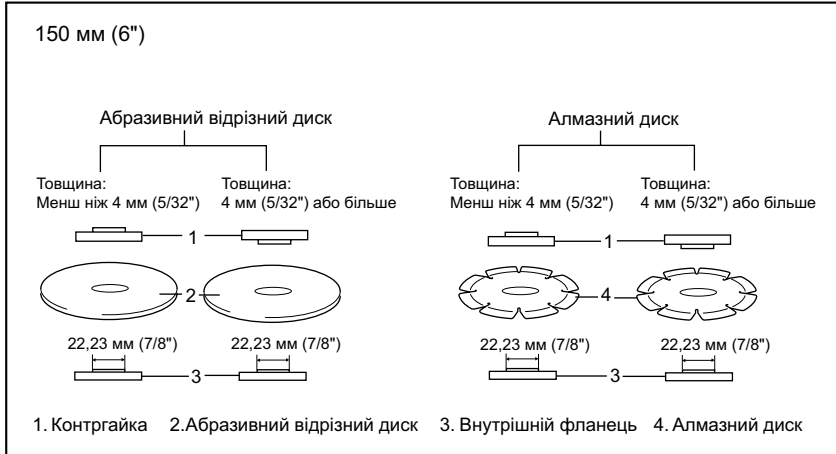 150 мм (6")
Абразивний відрізний диск
Алмазний диск
Товщина:
Менш ніж 4 мм (5/32")
Товщина:
4 мм (5/32") або більше
Товщина:
Менш ніж 4 мм (5/32")
Товщина:
4 мм (5/32") або більше
1
1
2
4
22,23 мм (7/8")
22,23 мм (7/8")
22,23 мм (7/8")
22,23 мм (7/8")
3
3
1. Контргайка 2.Абразивний відрізний диск 3. Внутрішній фланець 4. Алмазний диск